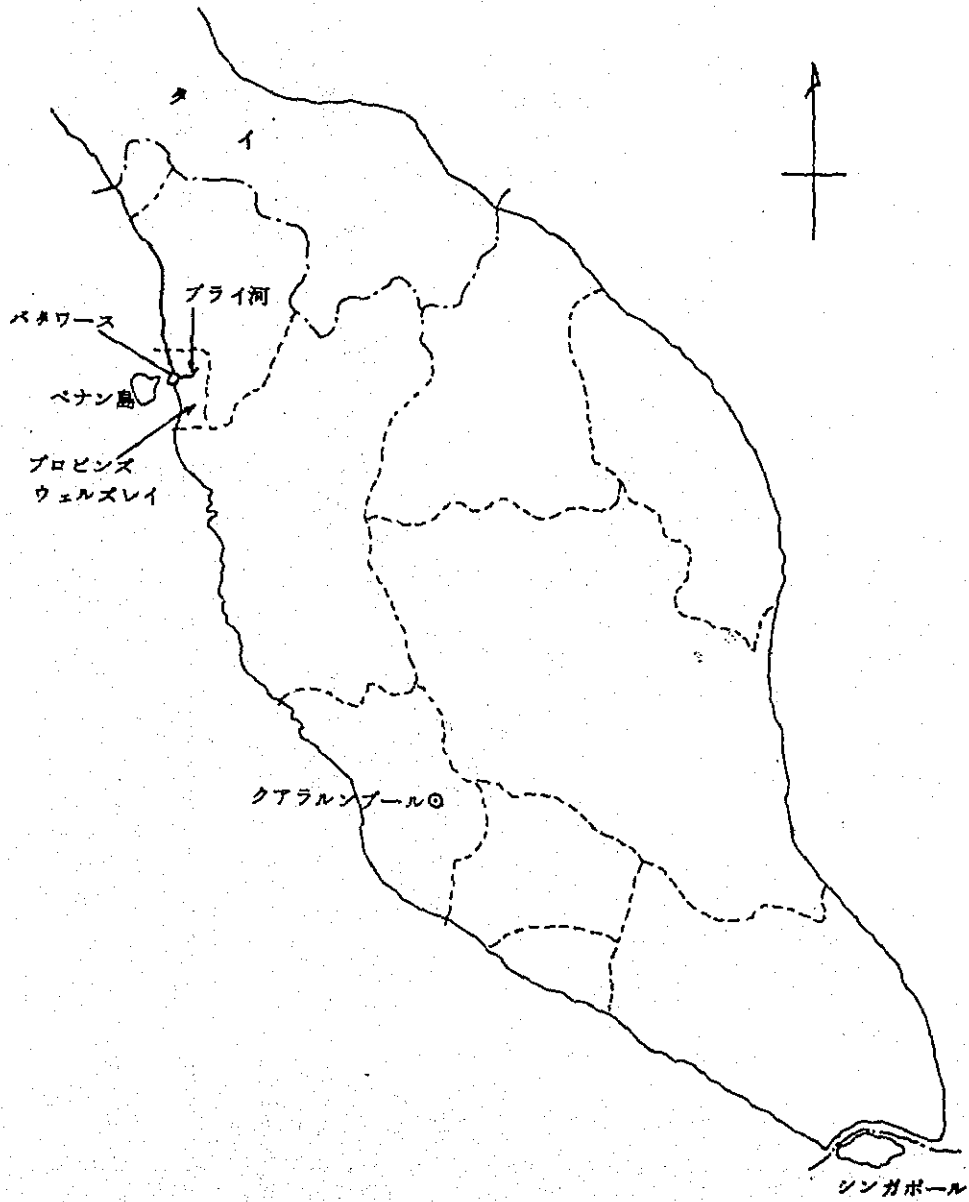 タイ
プライ河
バタワース
ペナン島
プロビンズ
ウェルズレイ
クアラルンプール
シンガポール